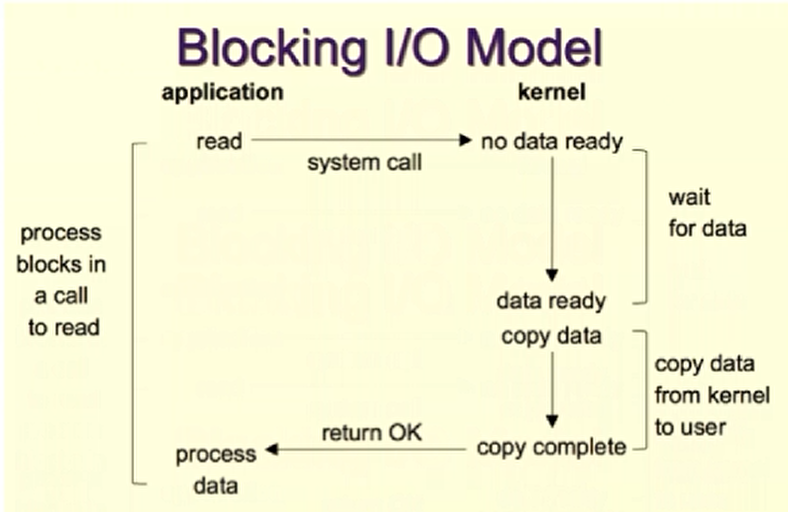 Blocking I/O Model
application
kernel
read
no data ready
system call
wait
for data
process
blocks in
a call
to read
data ready
copy data
copy data
from kernel
to user
return OK
copy complete
process
data